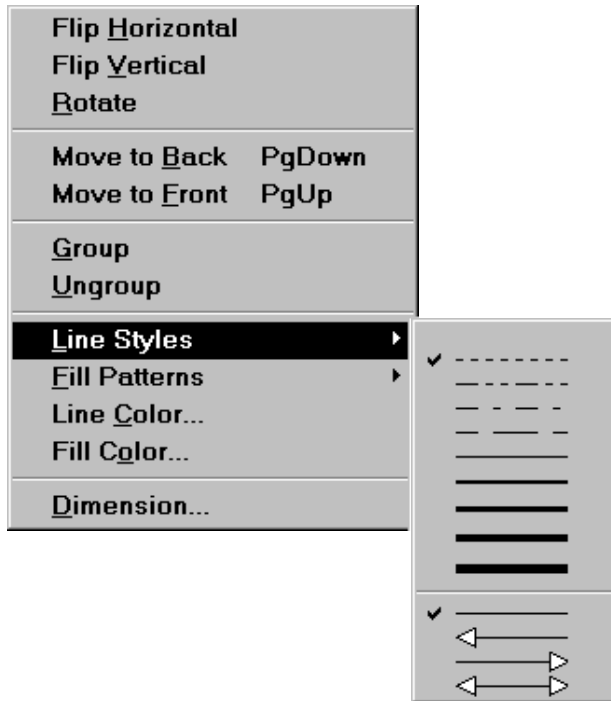 Flip Horizontal
Flip Vertical
Rotate
Move to Back PgDown
Move to Front PgUp
Group
Ungroup
Line Styles
Fill Patterns
Line Color...
Fill Color...
Dimension...